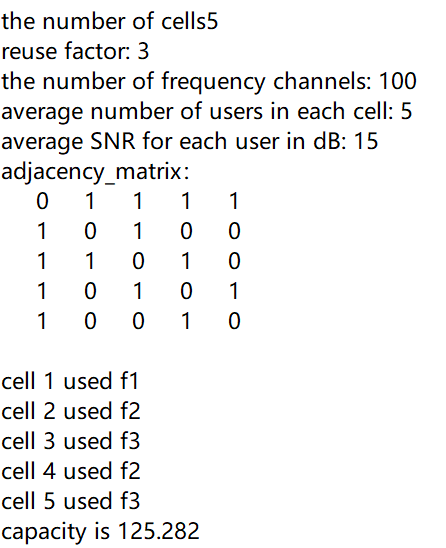 the number of cells5
reuse factor: 3
the number of frequency channels: 100
average number of users in each cell: 5
average SNR for each user in dB: 15
adjacency_matrix:
0 1 1 1 1
1 0 1 0 0
1 1 0 1 0
1 0 1 0 1
1 0 0 1 0
cell 1 used f1
cell 2 used f2
cell 3 used f3
cell 4 used f2
cell 5 used f3
capacity is 125.282